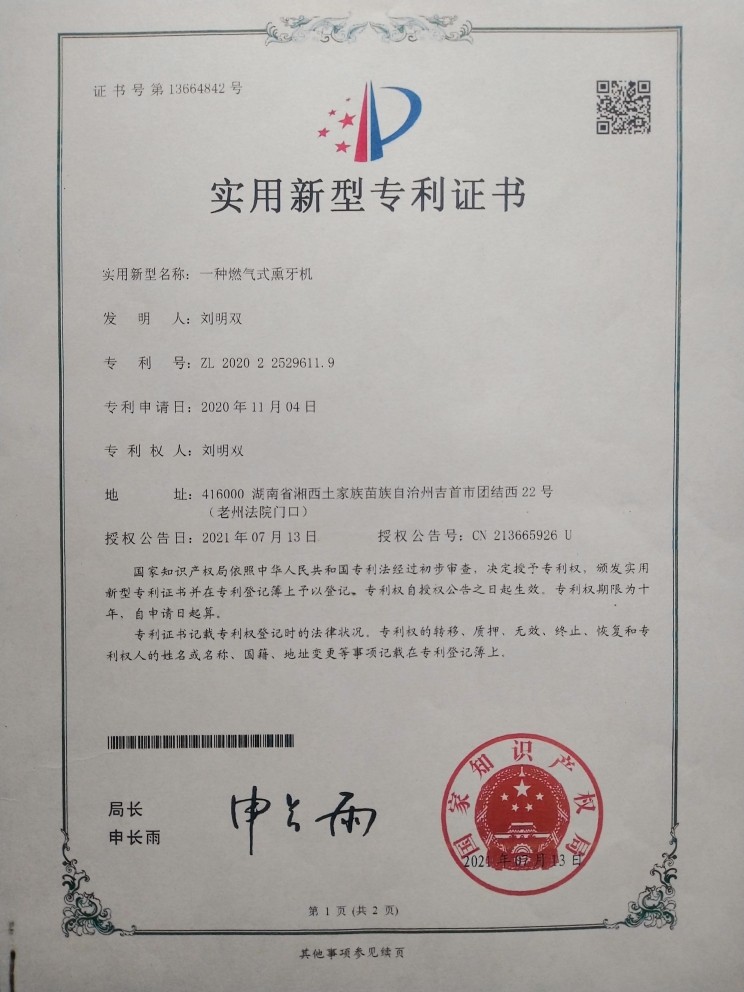 证书号第13664842号
实用新型专利证书
实用新型名称：一种燃气式熏牙机
发明人：刘明双
专利号：ZL 2020 2 2529611.9
专利申请日：2020年11月04日
专利权人：刘明双
地址：416000 湖南省湘西土家族苗族自治州吉首市团结西22号
（老州法院门口）
授权公告日：2021年07月13日 授权公告号：CN 213665926 U
国家知识产权局依照中华人民共和国专利法经过初步审查，决定授予专利权，颁发实用
新型专利证书并在专利登记簿上予以登记。专利权自授权公告之日起生效。专利权期限为十
年，自申请日起算。
专利证书记载专利权登记时的法律状况。专利权的转移、质押、无效、终止、恢复和专
利权人的姓名或名称、国籍、地址变更等事项记载在专利登记簿上。
局长
申长雨
申长雨
国家知识产权局
2021年07月13日
第 1 页 (共 2 页)
其他事项参见续页